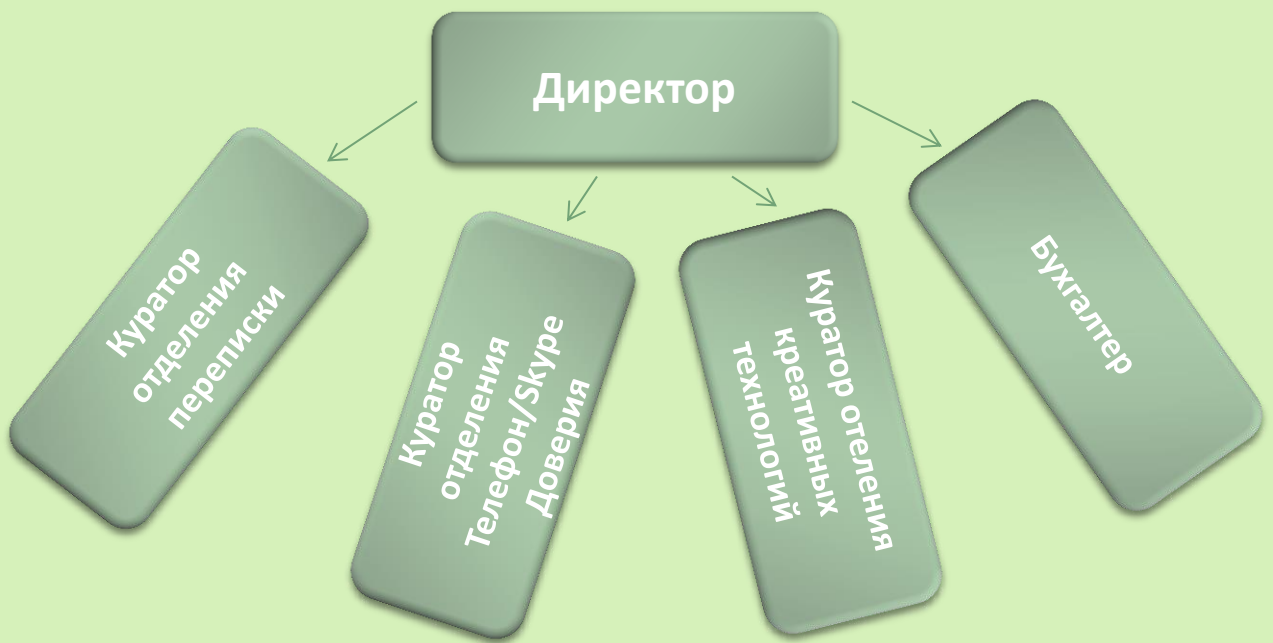 Директор
Куратор
отделения
переписки
Куратор
отделения
Телефон/Skype
Доверия
Куратор отеления
креативных
технологий
Бухгалтер